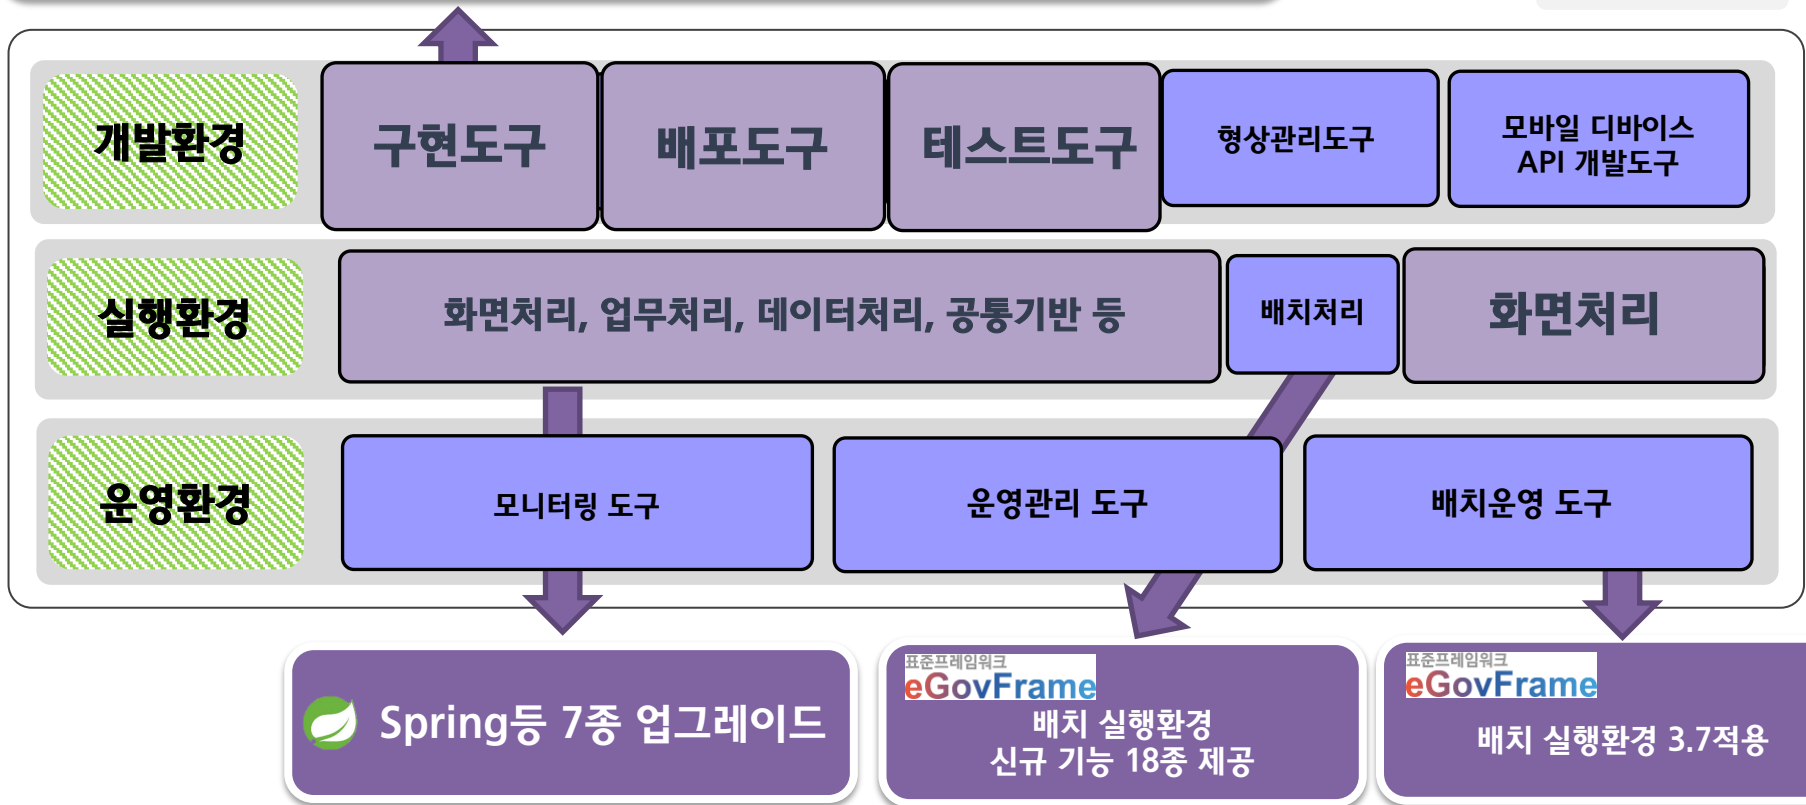 개발환경
구현도구
배포도구
테스트도구
형상관리도구
모바일 디바이스
API 개발도구
실행환경
화면처리, 업무처리, 데이터처리, 공통기반 등
배치처리
화면처리
운영환경
모니터링 도구
운영관리 도구
배치운영 도구
Spring등 7종 업그레이드
표준프레임워크
eGovFrame
배치 실행환경
신규 기능 18종 제공
표준프레임워크
eGovFrame
배치 실행환경 3.7적용